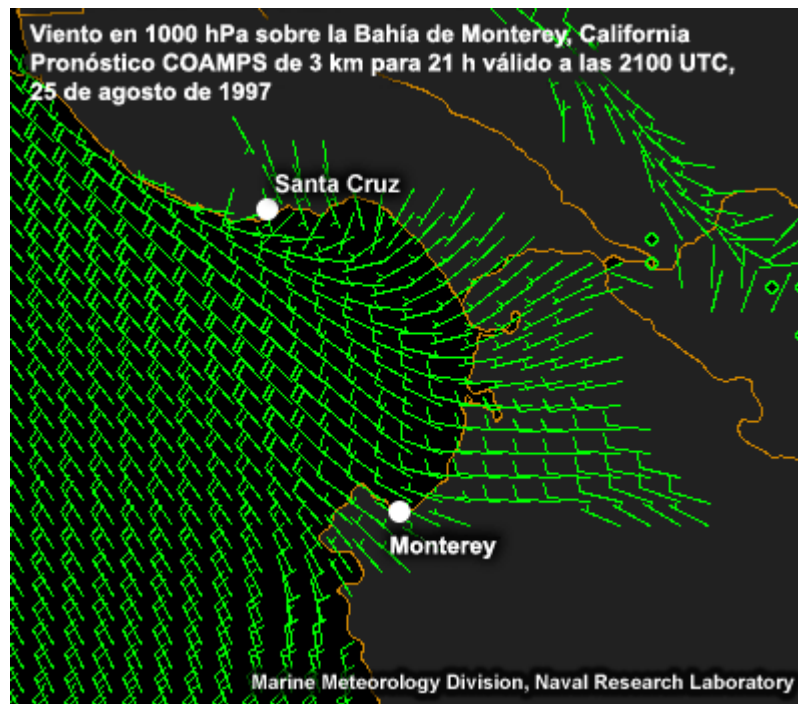 Viento en 1000 hPa sobre la Bahía de Monterey, California
Pronóstico COAMPS de 3 km para 21 h válido a las 2100 UTC,
25 de agosto de 1997
Santa Cruz
Monterey
Marine Meteorology Division, Naval Research Laboratory